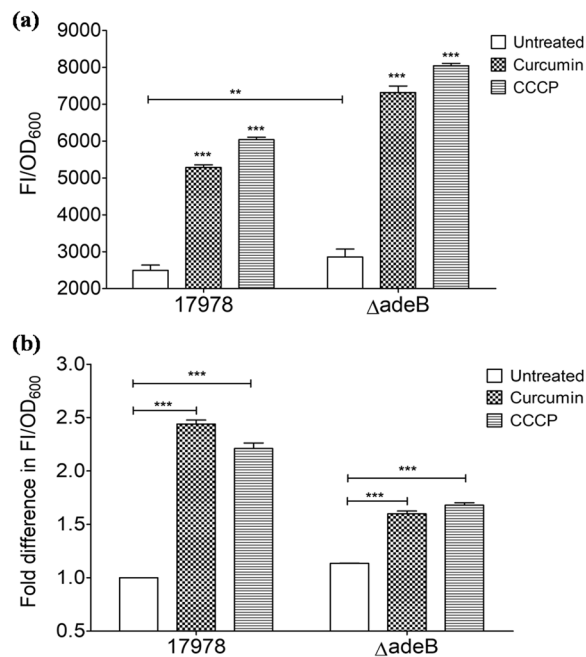 (a)
9000
8000
7000
6000
5000
4000
3000
2000
FI/OD600
**
***
***
***
***
17978
ΔadeB
Untreated
Curcumin
CCCP
(b)
3.0
2.5
2.0
1.5
1.0
0.5
Fold difference in FI/OD600
***
***
***
***
17978
ΔadeB
Untreated
Curcumin
CCCP